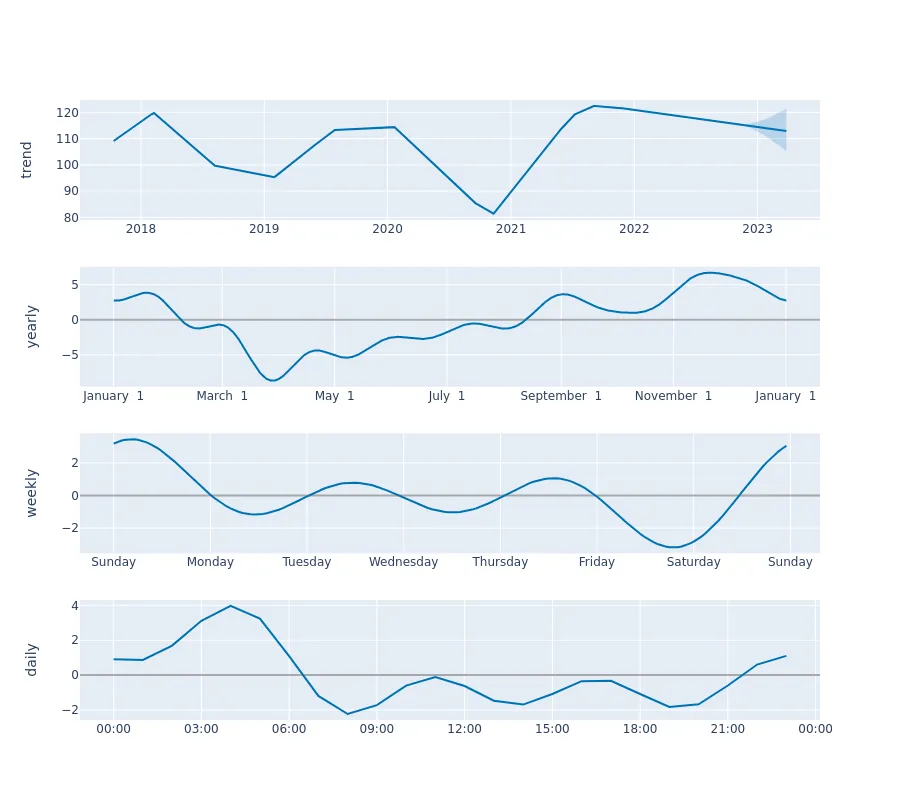 trend
120
110
100
90
80
2018 2019 2020 2021 2022 2023
yearly
5
0
−5
January 1 March 1 May 1 July 1 September 1 November 1 January 1
weekly
2
0
−2
Sunday Monday Tuesday Wednesday Thursday Friday Saturday Sunday
daily
4
2
0
−2
00:00 03:00 06:00 09:00 12:00 15:00 18:00 21:00 00:00